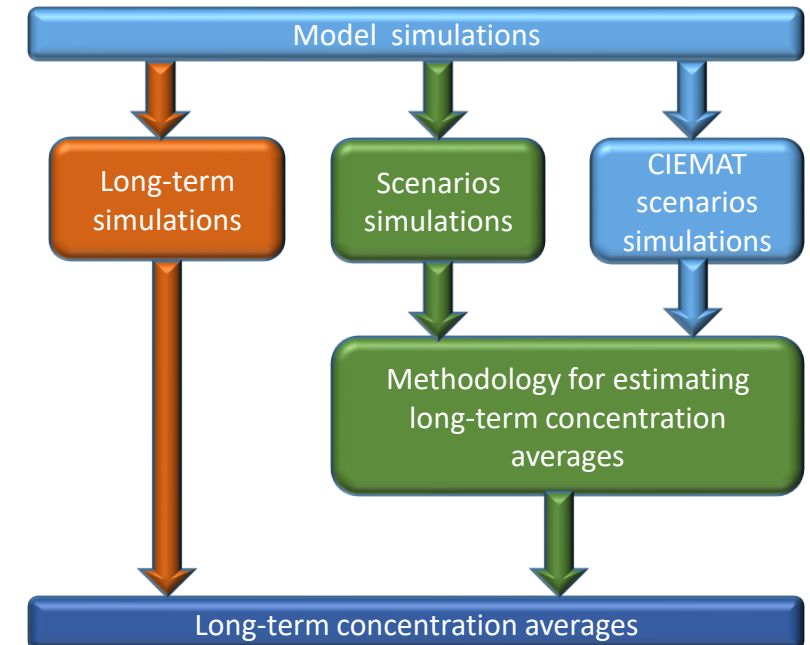 Model simulations
Long-term
simulations
Scenarios
simulations
CIEMAT
scenarios
simulations
Methodology for estimating
long-term concentration
averages
Long-term concentration averages